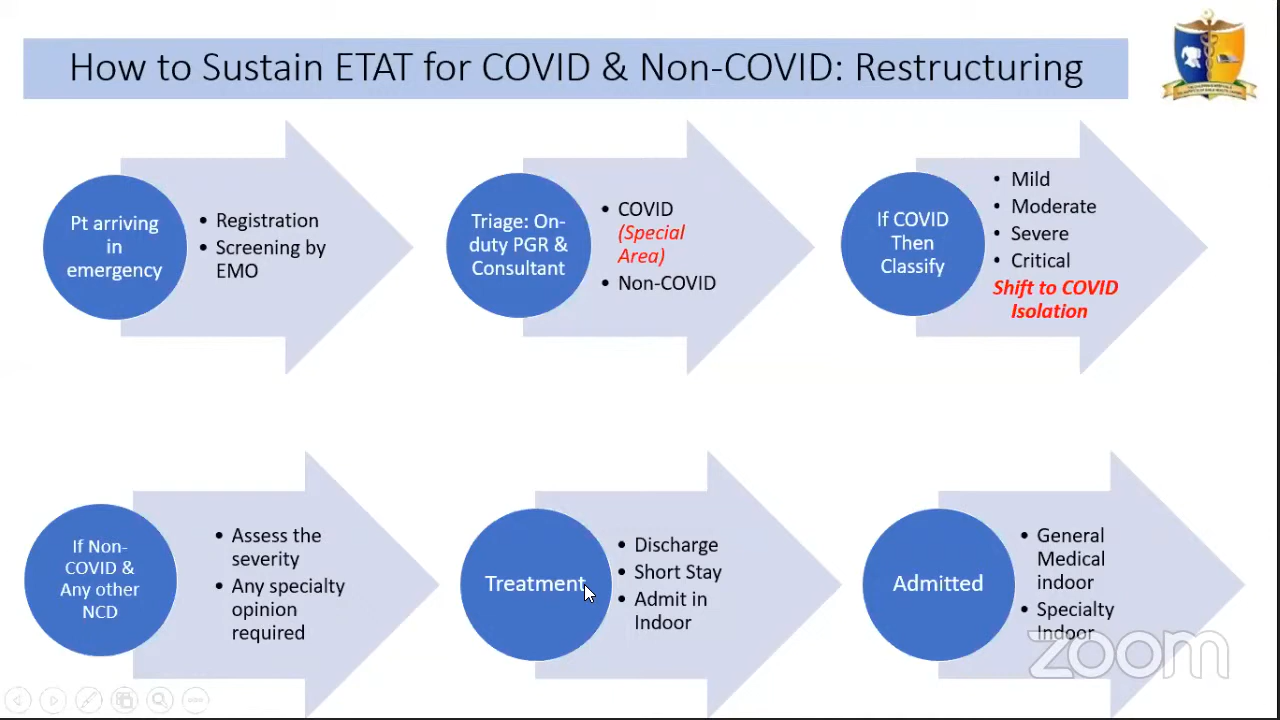 How to Sustain ETAT for COVID & Non-COVID: Restructuring
Pt arriving
in
emergency
• Registration
• Screening by
EMO
Triage: On-
duty PGR &
Consultant
• COVID
(Special
Area)
• Non-COVID
If COVID
Then
Classify
• Mild
• Moderate
• Severe
• Critical
Shift to COVID
Isolation
If Non-
COVID &
Any other
NCD
• Assess the
severity
• Any specialty
opinion
required
Treatment
• Discharge
• Short Stay
• Admit in
Indoor
Admitted
• General
Medical
indoor
• Specialty
Indoor
zoom